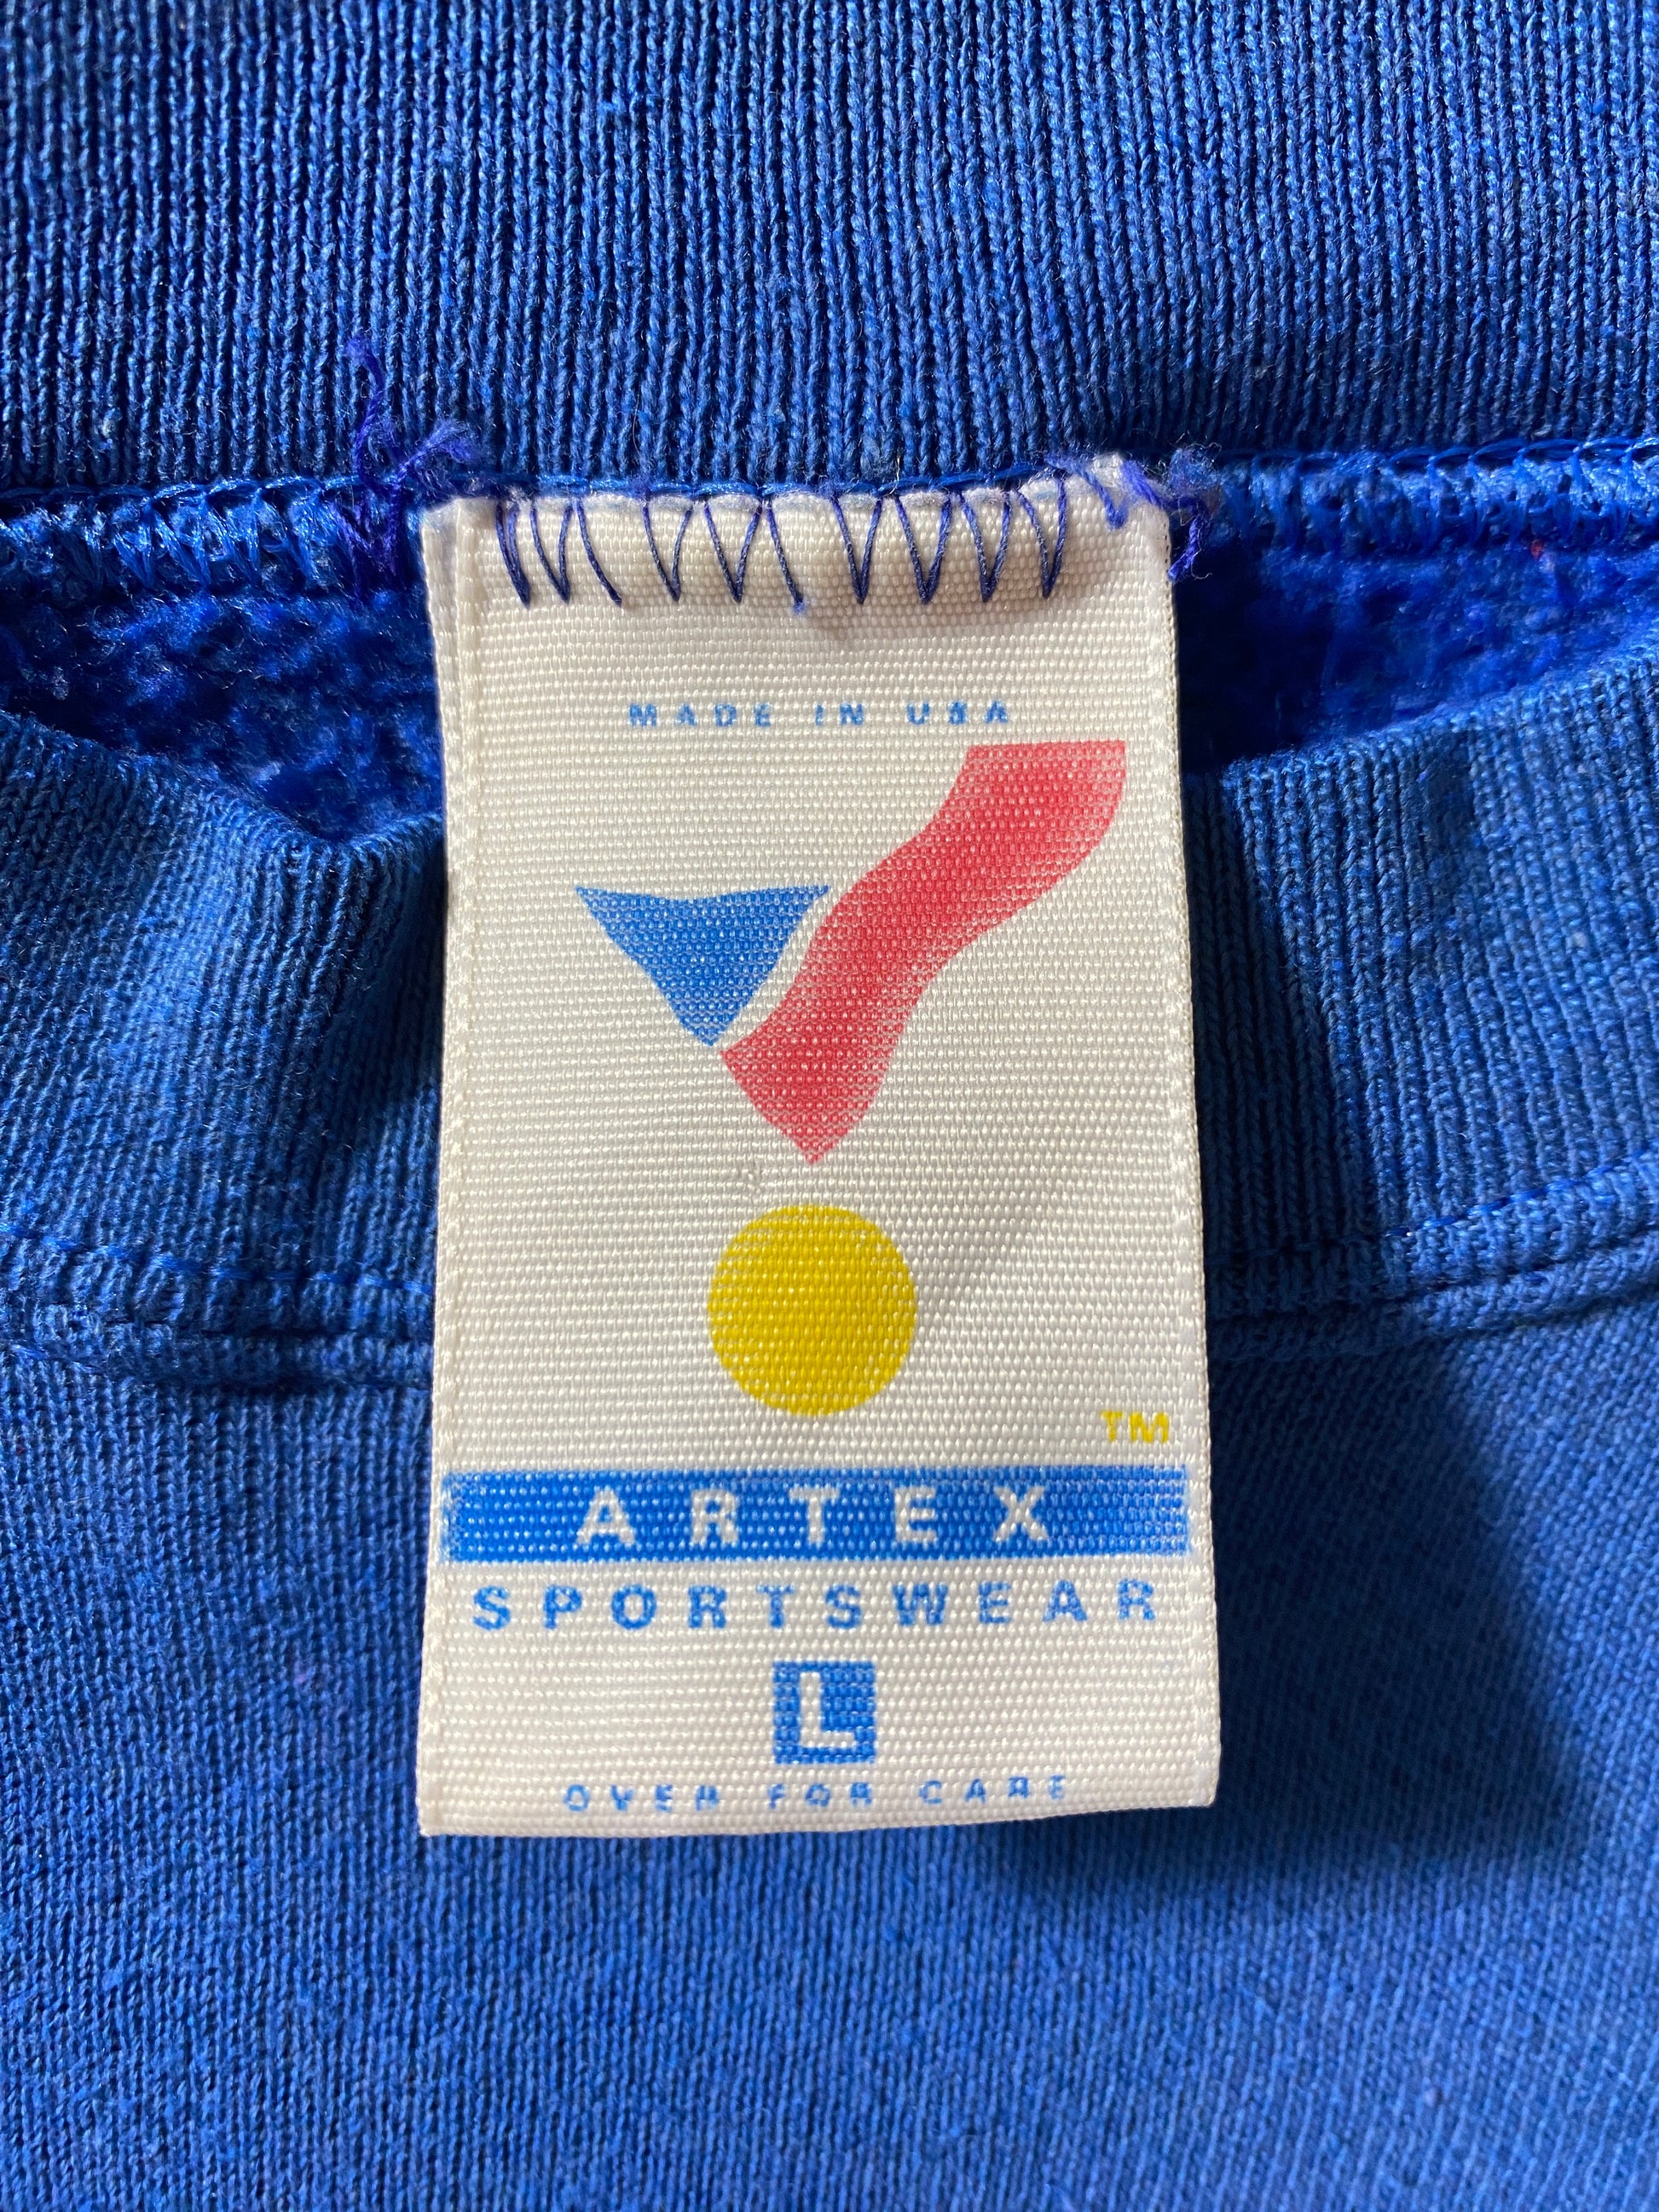 MADE IN USA
TM
ARTEX
SPORTSWEAR
L
OVER FOR CARE